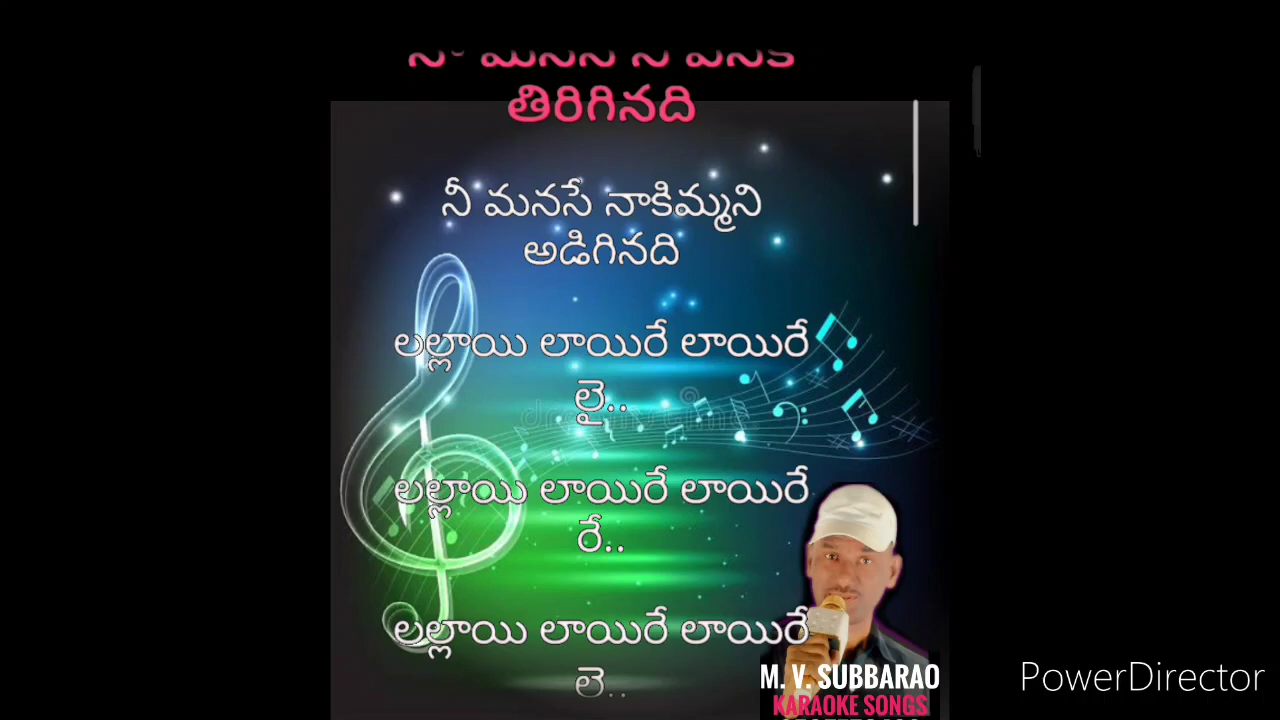 తిరిగినది
నీ మనసే నాకిమ్మని
అడిగినది
లల్లాయి లాయిరే లాయిరే
లై..
లల్లాయి లాయిరే లాయిరే
రే..
లల్లాయి లాయిరే లాయిరే
లె..
M. V. SUBBARAO
KARAOKE SONGS
PowerDirector